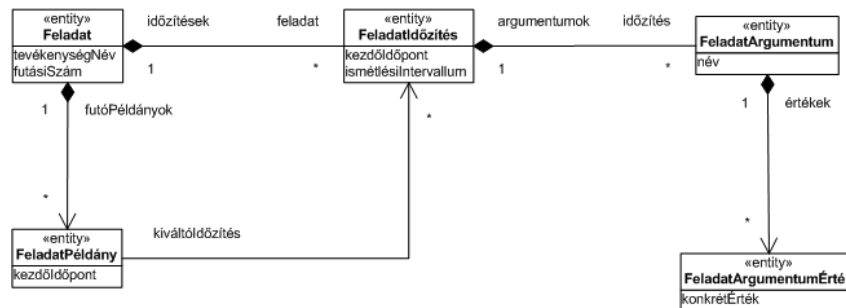 «entity»
Feladat
tevékenységNév
futásiSzám
időzítések
feladat
1
*
«entity»
FeladatIdőzítés
kezdőIdőpont
ismétlésiIntervallum
argumentumok
időzítés
1
*
«entity»
FeladatArgumentum
név
1
futóPéldányok
*
*
1
értékek
*
«entity»
FeladatPéldány
kezdőIdőpont
kiváltóIdőzítés
«entity»
FeladatArgumentumÉrté
konkrétÉrték